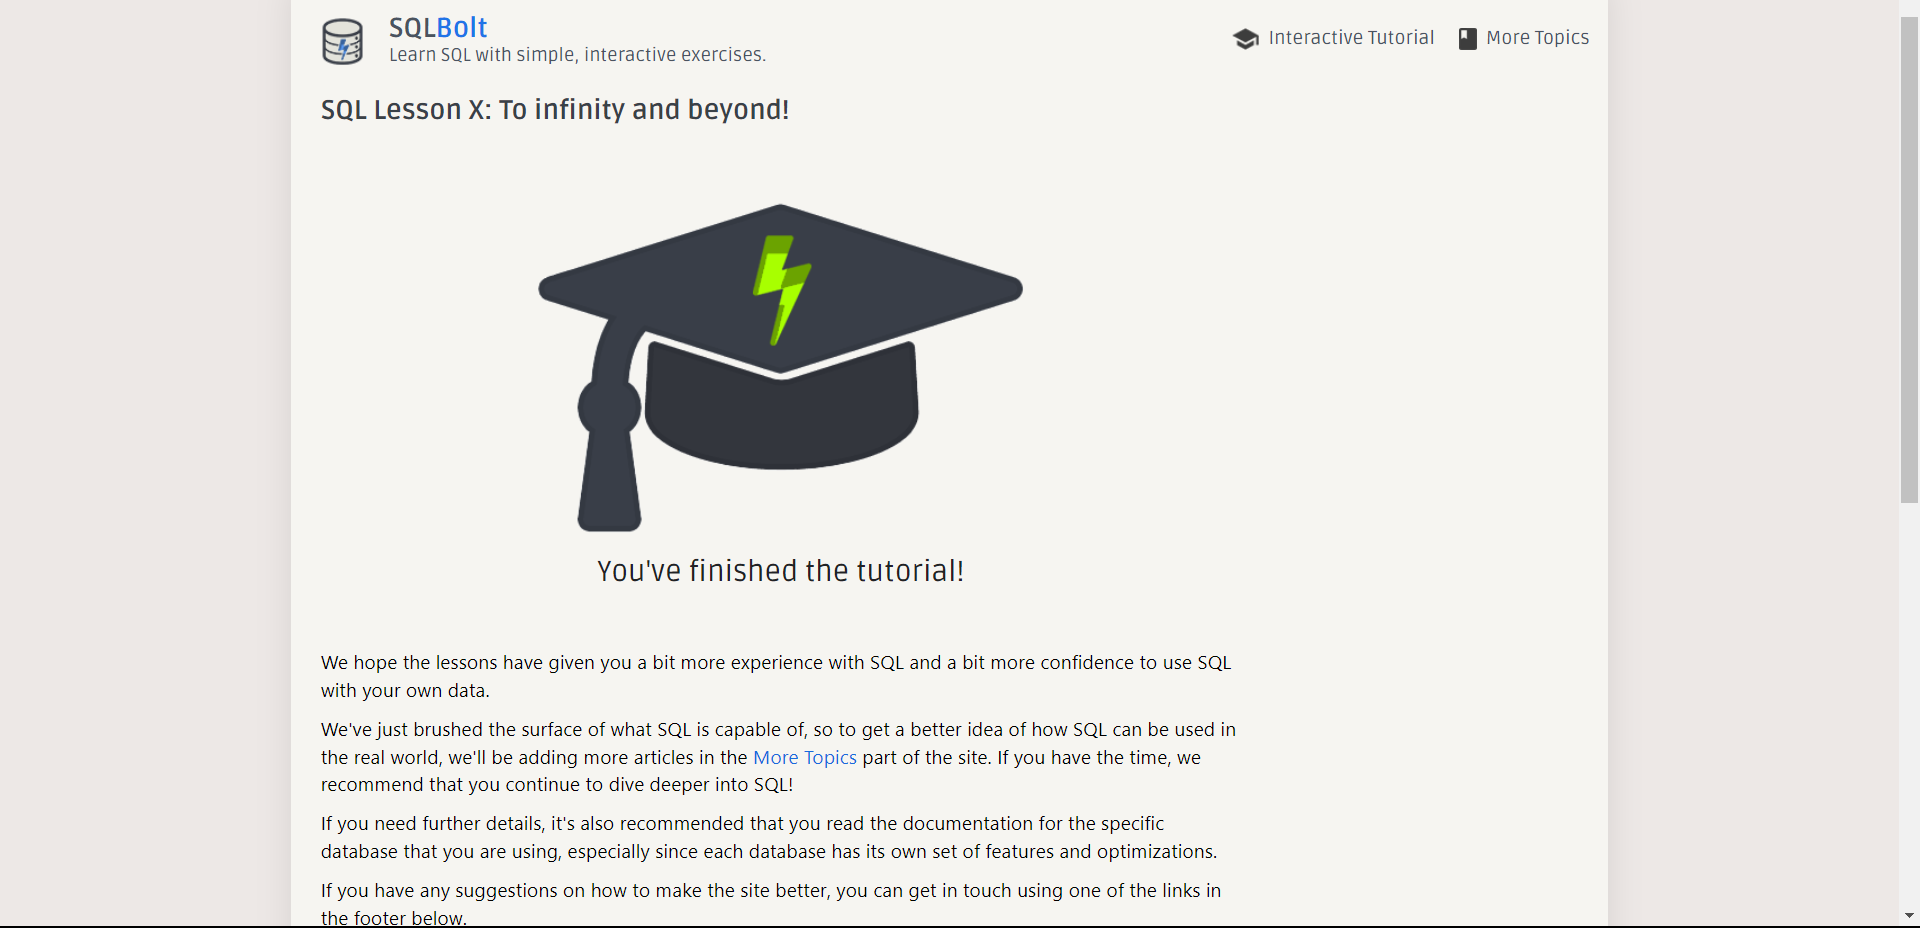 SQLBolt
Learn SQL with simple, interactive exercises.
Interactive Tutorial
More Topics
SQL Lesson X: To infinity and beyond!
You've finished the tutorial!
We hope the lessons have given you a bit more experience with SQL and a bit more confidence to use SQL
with your own data.
We've just brushed the surface of what SQL is capable of, so to get a better idea of how SQL can be used in
the real world, we'll be adding more articles in the More Topics part of the site. If you have the time, we
recommend that you continue to dive deeper into SQL!
If you need further details, it's also recommended that you read the documentation for the specific
database that you are using, especially since each database has its own set of features and optimizations.
If you have any suggestions on how to make the site better, you can get in touch using one of the links in
the footer below.